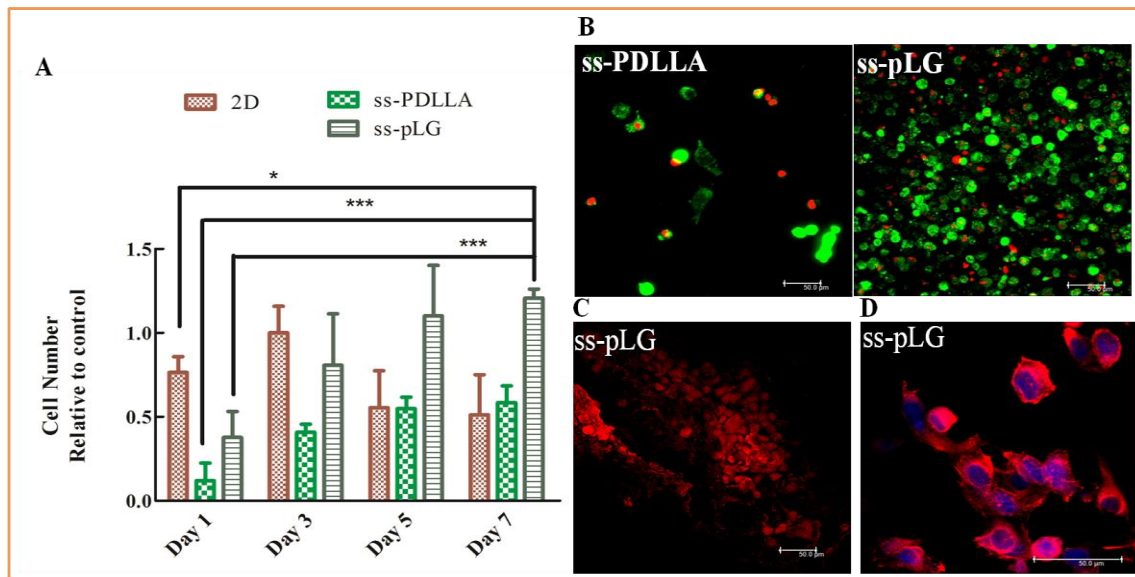 A
2D
ss-PDLLA
ss-pLG
*
***
***
Cell Number
Relative to control
1.5
1.0
0.5
0.0
Day 1
Day 3
Day 5
Day 7
B
ss-PDLLA
50.0 µm
ss-pLG
50.0 µm
C
ss-pLG
50.0 µm
D
ss-pLG
50.0 µm